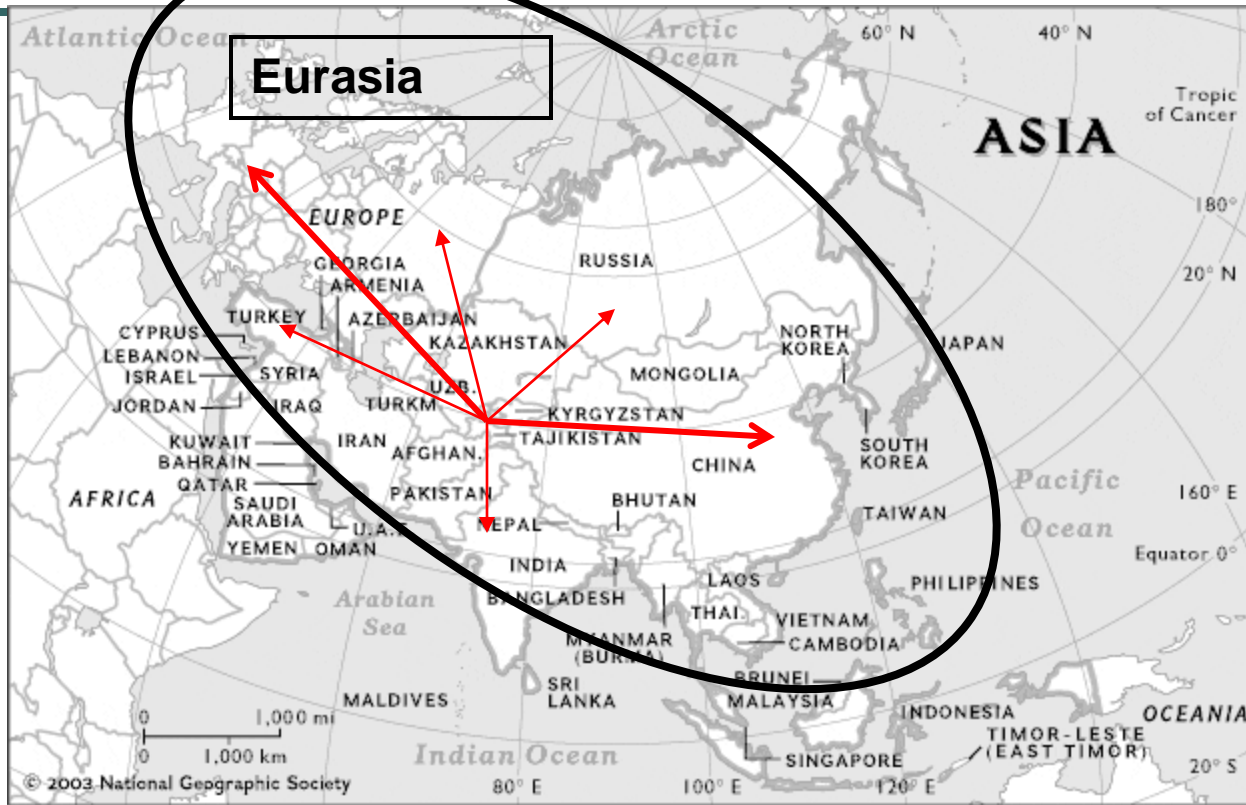 Atlantic Ocean
Arctic
Ocean
60° N
40° N
Eurasia
Tropic
of Cancer
ASIA
180°
EUROPE
RUSSIA
20° N
GEORGIA
ARMENIA
TURKEY
AZERBAIJAN
CYPRUS
KAZAKHSTAN
NORTH
KOREA
JAPAN
LEBANON
ISRAEL
SYRIA
MONGOLIA
UZB.
JORDAN
IRAQ
TURKM
KYRGYZSTAN
KUWAIT
IRAN
TAJIKISTAN
SOUTH
KOREA
BAHRAIN
AFGHAN.
CHINA
QATAR
Pacific
Ocean
160° E
AFRICA
SAUDI
ARABIA
PAKISTAN
BHUTAN
TAIWAN
U.A.E
NEPAL
YEMEN
OMAN
Equator 0°
INDIA
LAOS
PHILIPPINES
Arabian
Sea
BANGLADESH
THAI.
VIETNAM
MYANMAR
(BURMA)
CAMBODIA
BRUNEI
MALDIVES
SRI
LANKA
MALAYSIA
INDONESIA
OCEANIA
0
1,000 mi
0
1,000 km
Indian Ocean
TIMOR-LESTE
(EAST TIMOR)
SINGAPORE
20° S
© 2003 National Geographic Society
80° E
100° E
120° E